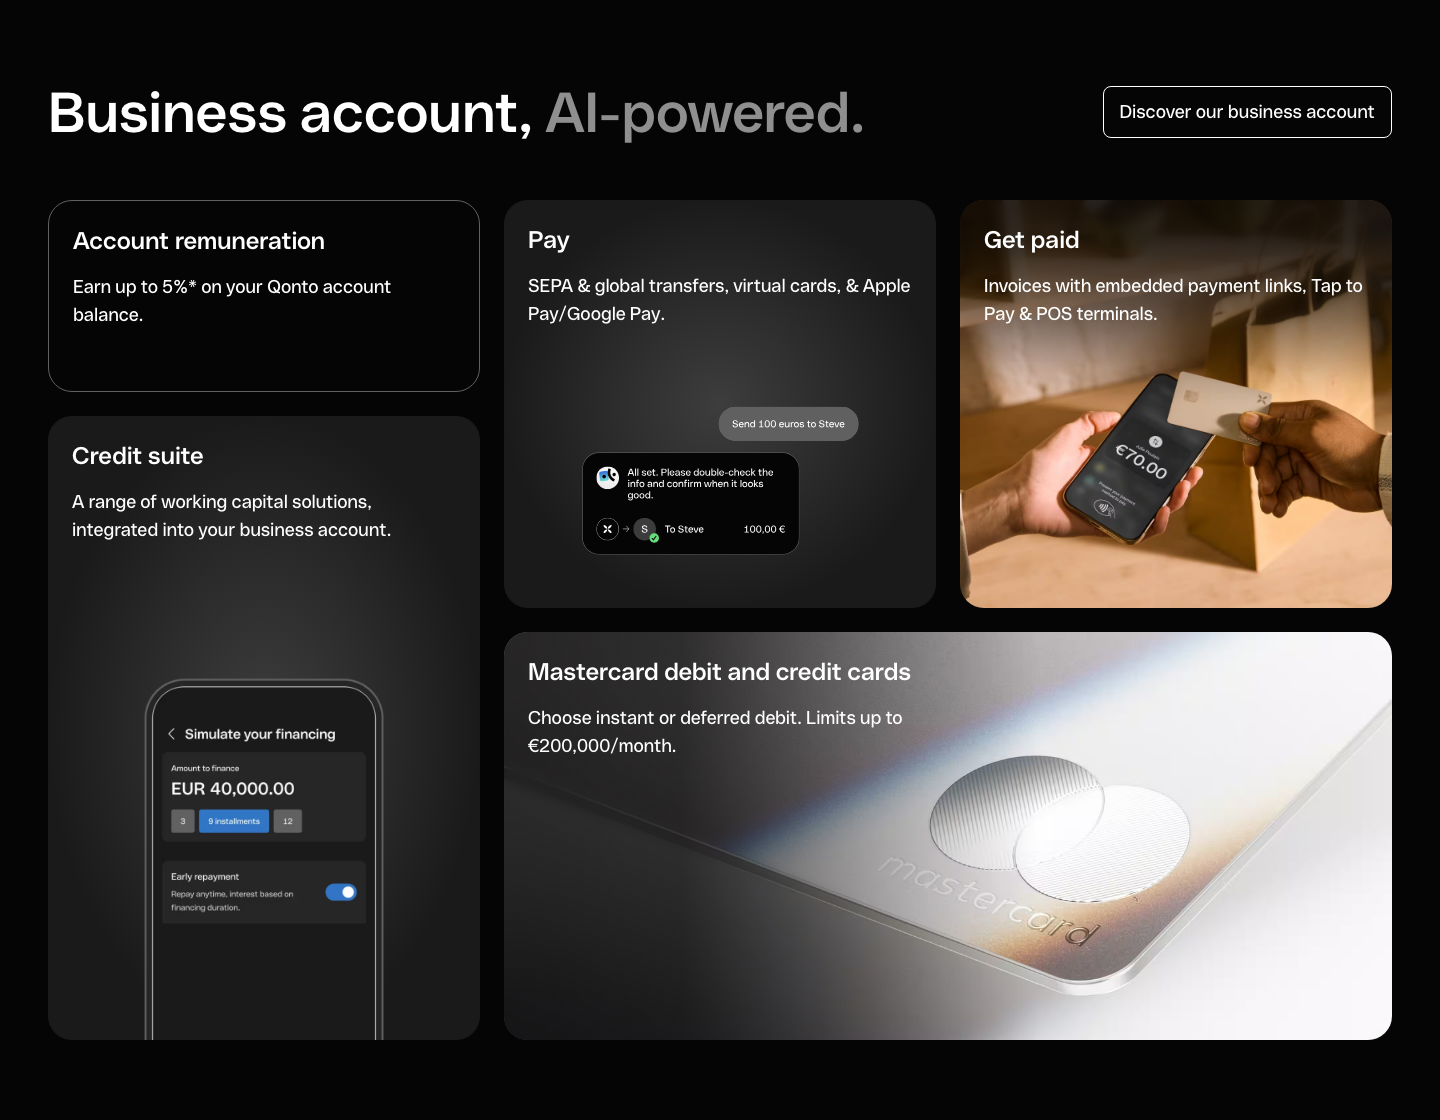 Business account, AI-powered.
Discover our business account
Account remuneration
Earn up to 5%* on your Qonto account
balance.
Pay
SEPA & global transfers, virtual cards, & Apple
Pay/Google Pay.
Send 100 euros to Steve
All set. Please double-check the
info and confirm when it looks
good.
S To Steve 100,00 €
Get paid
Invoices with embedded payment links, Tap to
Pay & POS terminals.
€70.00
Credit suite
A range of working capital solutions,
integrated into your business account.
Simulate your financing
Amount to finance
EUR 40,000.00
3 9 installments 12
Early repayment
Repay anytime, interest based on
financing duration.
Mastercard debit and credit cards
Choose instant or deferred debit. Limits up to
€200,000/month.
mastercard